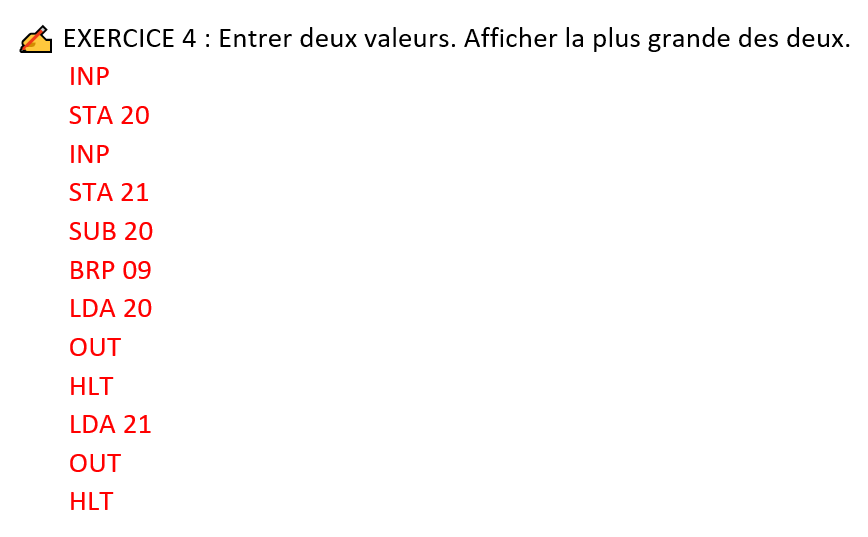 ✍ EXERCICE 4 : Entrer deux valeurs. Afficher la plus grande des deux.
INP
STA 20
INP
STA 21
SUB 20
BRP 09
LDA 20
OUT
HLT
LDA 21
OUT
HLT